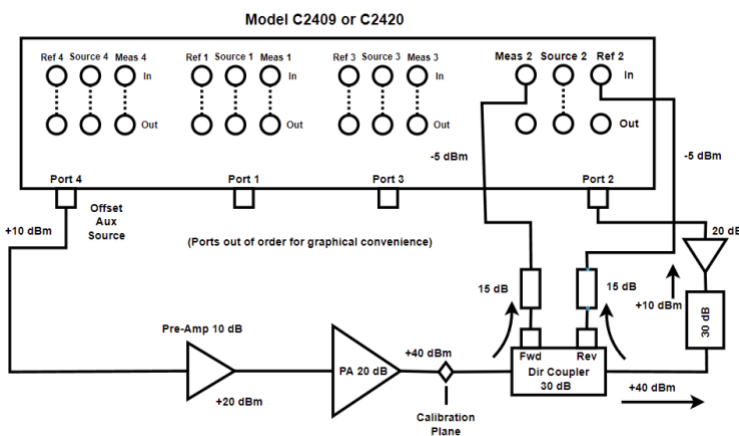 Model C2409 or C2420
Ref 4 Source 4 Meas 4
Ref 1 Source 1 Meas 1
Ref 3 Source 3 Meas 3
Meas 2 Source 2 Ref 2
In
In
In
In
Out
Out
Out
Out
-5 dBm
-5 dBm
Port 4
Port 1
Port 3
Port 2
Offset
Aux
Source
+10 dBm
(Ports out of order for graphical convenience)
20 dB
15 dB
15 dB
+10 dBm
30 dB
Pre-Amp 10 dB
+20 dBm
PA 20 dB
+40 dBm
Calibration
Plane
Fwd
Rev
Dir Coupler
30 dB
+40 dBm